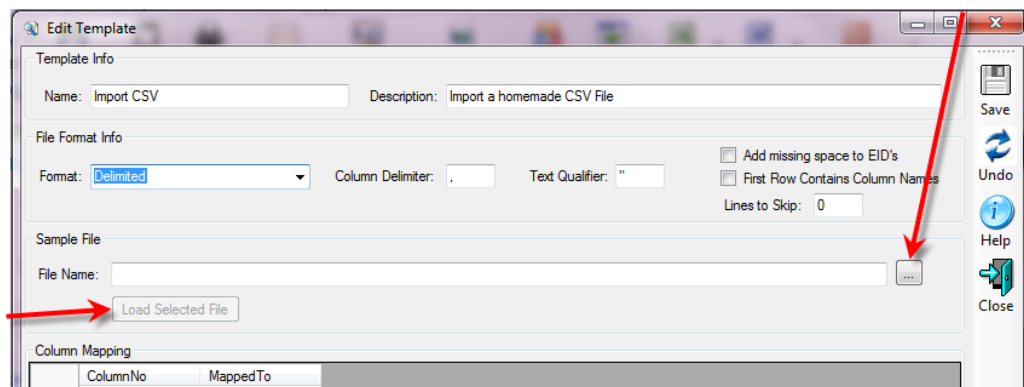 Edit Template
Template Info
Name: Import CSV Description: Import a homemade CSV File
Save
File Format Info
Add missing space to EID's
Format: Delimited Column Delimiter: , Text Qualifier: "
First Row Contains Column Names
Undo
Lines to Skip: 0
Sample File
Help
File Name: ...
Load Selected File
Close
Column Mapping
ColumnNo MappedTo